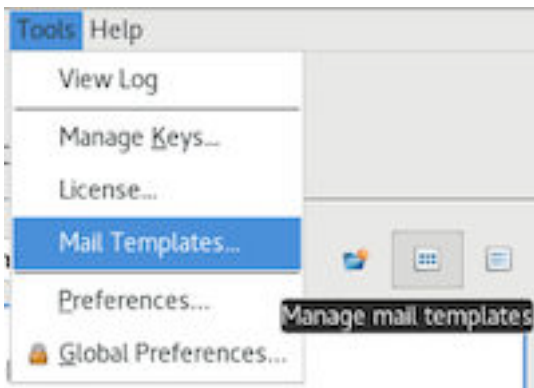 Tools Help
View Log
Manage Keys...
License...
Mail Templates...
Preferences...
Manage mail templates
Global Preferences...